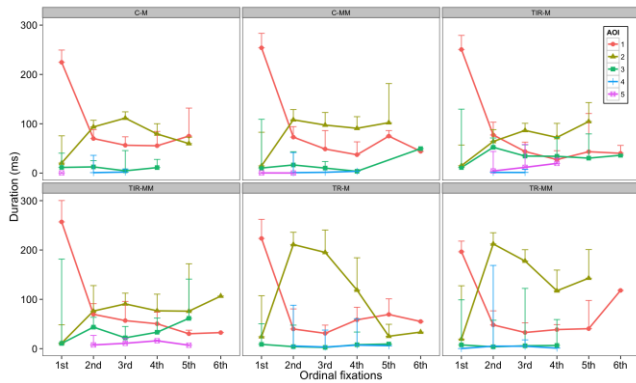 C-M C-MM TIR-M
AOI
1
2
3
4
5
300
200
100
0
Duration (ms)
TIR-MM TR-M TR-MM
300
200
100
0
1st 2nd 3rd 4th 5th 6th 1st 2nd 3rd 4th 5th 6th 1st 2nd 3rd 4th 5th 6th
Ordinal fixations